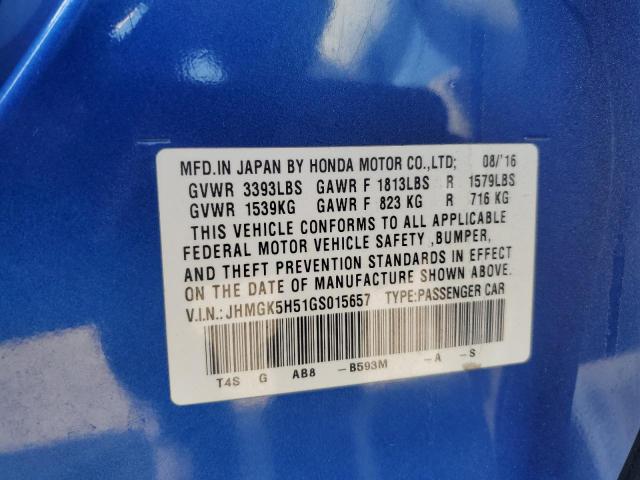 MFD.IN JAPAN BY HONDA MOTOR CO.,LTD; 08/'16
GVWR 3393LBS GAWR F 1813LBS R 1579LBS
GVWR 1539KG GAWR F 823 KG R 716 KG
THIS VEHICLE CONFORMS TO ALL APPLICABLE
FEDERAL MOTOR VEHICLE SAFETY ,BUMPER,
AND THEFT PREVENTION STANDARDS IN EFFECT
ON THE DATE OF MANUFACTURE SHOWN ABOVE.
V.I.N.: JHMGK5H51GS015657 TYPE:PASSENGER CAR
T4S G AB8 -B593M -A -S